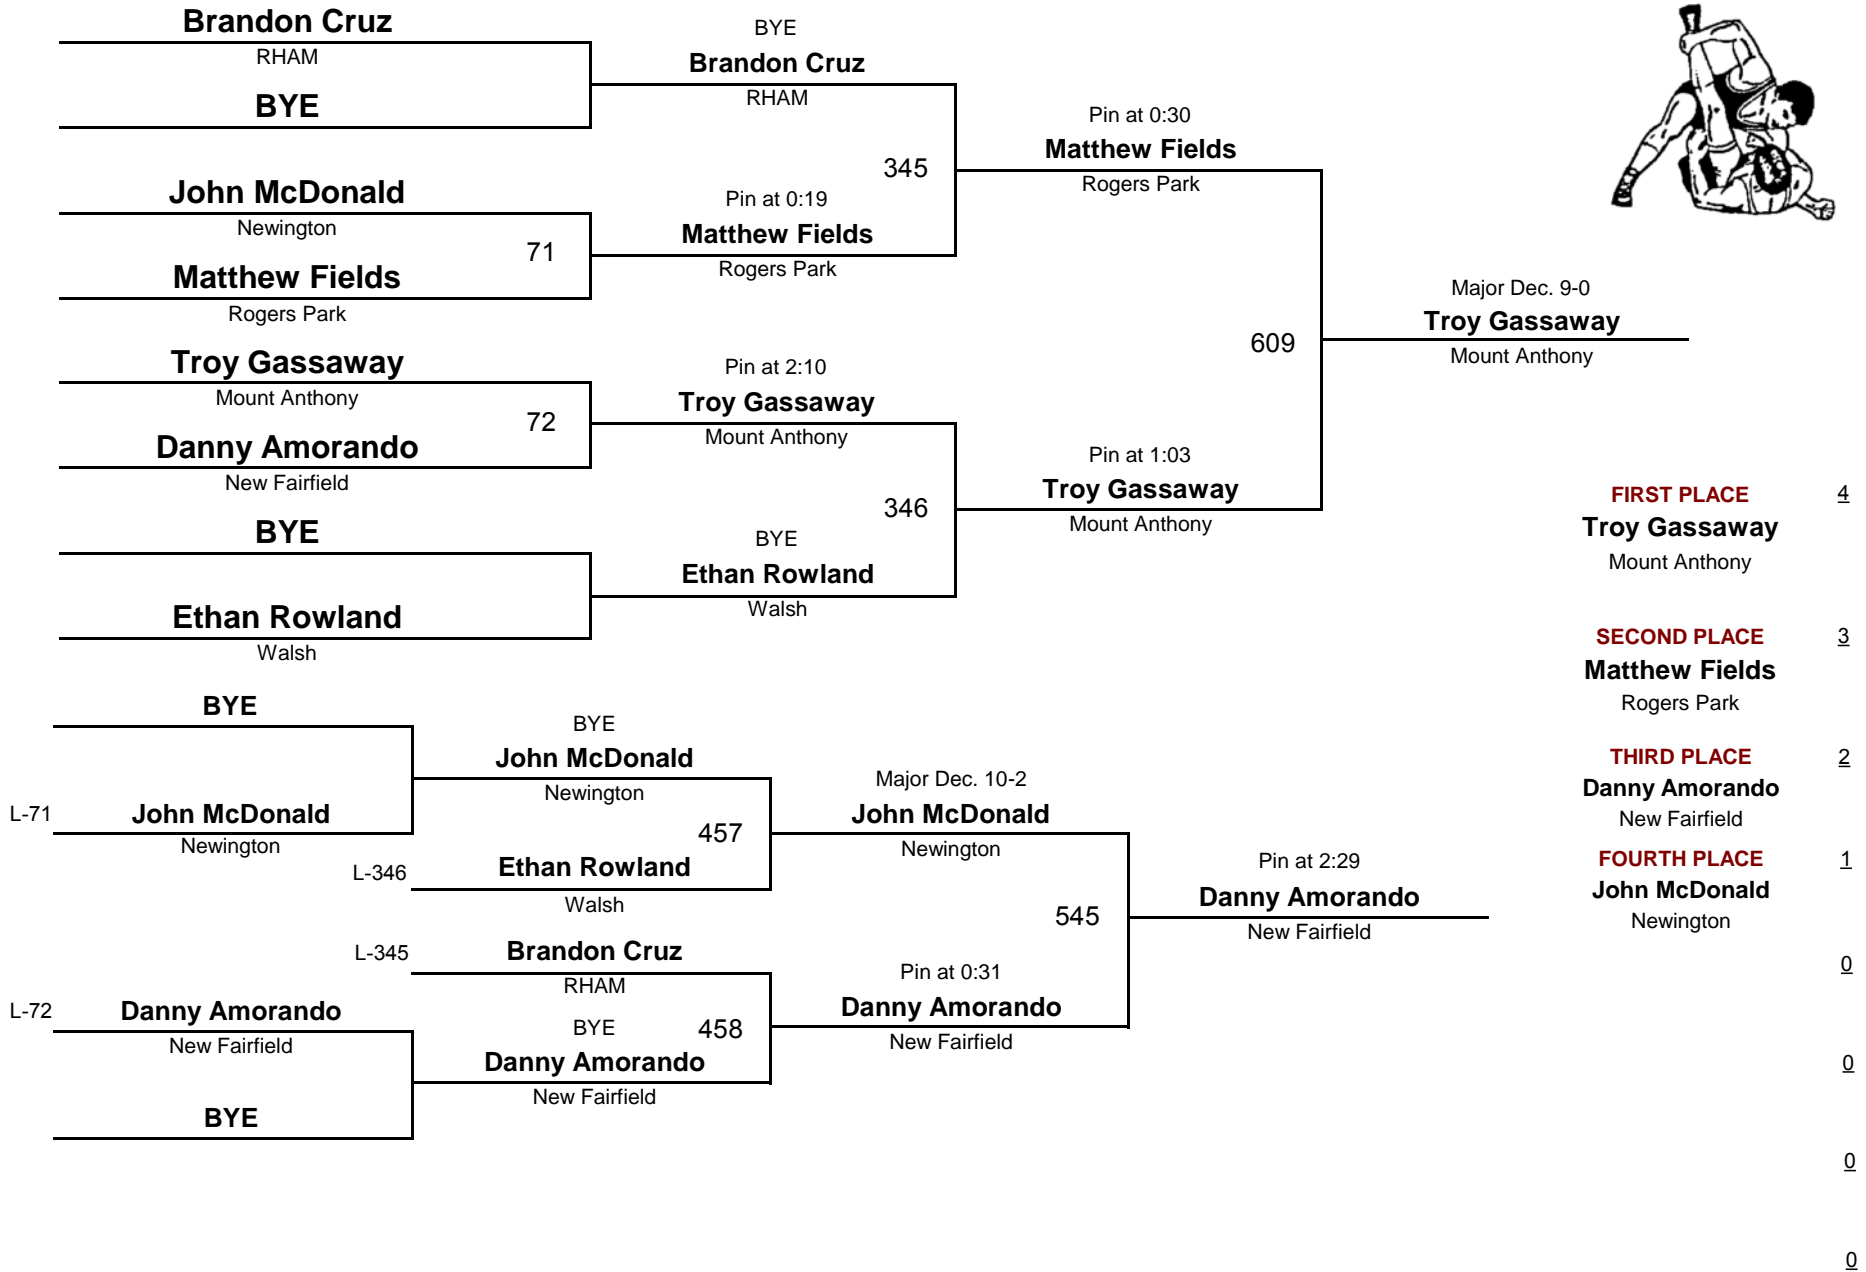 Brandon Cruz
RHAM
BYE
John McDonald
Newington
71
Matthew Fields
Rogers Park
Troy Gassaway
Mount Anthony
72
Danny Amorando
New Fairfield
BYE
Ethan Rowland
Walsh
BYE
Brandon Cruz
RHAM
345
Pin at 0:19
Matthew Fields
Rogers Park
Pin at 2:10
Troy Gassaway
Mount Anthony
346
BYE
Ethan Rowland
Walsh
Pin at 0:30
Matthew Fields
Rogers Park
609
Pin at 1:03
Troy Gassaway
Mount Anthony
Major Dec. 9-0
Troy Gassaway
Mount Anthony
BYE
L-71
John McDonald
Newington
L-72
Danny Amorando
New Fairfield
BYE
BYE
John McDonald
Newington
457
L-346
Ethan Rowland
Walsh
L-345
Brandon Cruz
RHAM
BYE
458
Danny Amorando
New Fairfield
Major Dec. 10-2
John McDonald
Newington
545
Pin at 0:31
Danny Amorando
New Fairfield
Pin at 2:29
Danny Amorando
New Fairfield
FIRST PLACE 4
Troy Gassaway
Mount Anthony
SECOND PLACE 3
Matthew Fields
Rogers Park
THIRD PLACE 2
Danny Amorando
New Fairfield
FOURTH PLACE 1
John McDonald
Newington
0
0
0
0